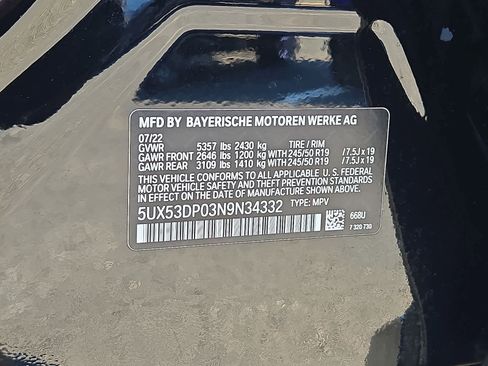 MFD BY BAYERISCHE MOTOREN WERKE AG
07/22
GVWR 5357 lbs 2430 kg TIRE / RIM
GAWR FRONT 2646 lbs 1200 kg WITH 245/50 R19 /7.5J x 19
GAWR REAR 3109 lbs 1410 kg WITH 245/50 R19 /7.5J x 19
THIS VEHICLE CONFORMS TO ALL APPLICABLE U.S. FEDERAL
MOTOR VEHICLE SAFETY AND THEFT PREVENTION STANDARDS
IN EFFECT ON THE DATE OF MANUFACTURE SHOWN ABOVE.
5UX53DP03N9N34332 TYPE: MPV
668U
7 320 730